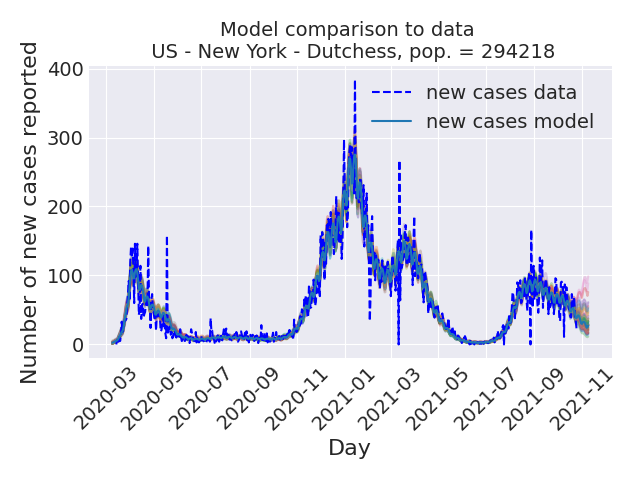 Model comparison to data
US - New York - Dutchess, pop. = 294218
Number of new cases reported
400
300
200
100
0
new cases data
new cases model
2020-03
2020-05
2020-07
2020-09
2020-11
2021-01
2021-03
2021-05
2021-07
2021-09
2021-11
Day